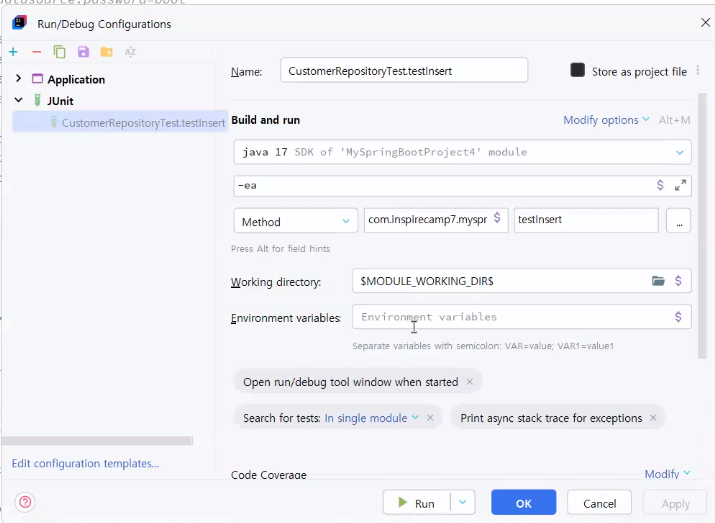 datasource.password=boot
Run/Debug Configurations
Application
JUnit
CustomerRepositoryTest.testInsert
Name:
CustomerRepositoryTest.testInsert
Store as project file
Build and run
Modify options
Alt+M
java 17 SDK of 'MySpringBootProject4' module
-ea
Method
com.inspirecamp7.myspr
testInsert
...
Press Alt for field hints
Working directory:
$MODULE_WORKING_DIR$
Environment variables:
Environment variables
Separate variables with semicolon: VAR=value; VAR1=value1
Open run/debug tool window when started
Search for tests: In single module
Print async stack trace for exceptions
Edit configuration templates...
Code Coverage
Modify
Run
OK
Cancel
Apply